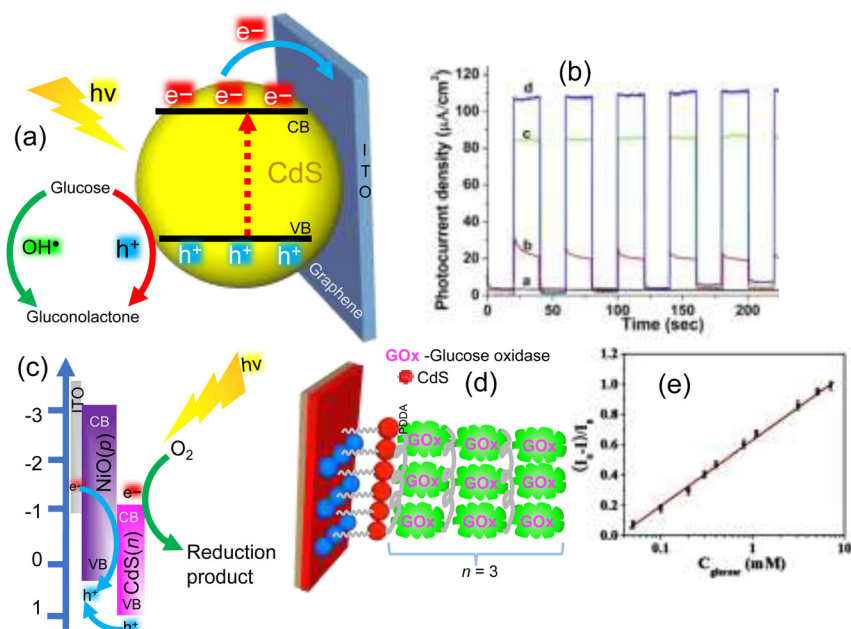 (a)
hν
e−
e− e− e−
CB
CdS
VB
h⁺ h⁺ h⁺
ITO
Graphene
Glucose
OH•
h⁺
Gluconolactone
(b)
Photocurrent density (µA/cm²)
120
100
80
60
40
20
0
d
c
b
a
0 50 100 150 200
Time (sec)
(c)
hν
-3
-2
-1
0
1
ITO
e−
CB
NiO(p)
VB
h⁺
e−
CB
CdS(n)
VB
h⁺
O₂
Reduction
product
GOx -Glucose oxidase
CdS
(d)
PDDA
GOx GOx GOx
GOx GOx GOx
GOx GOx GOx
n = 3
(e)
(I₀-I)/I₀
1.2
1.0
0.8
0.6
0.4
0.2
0.0
0.1 1 10
C glucose (mM)